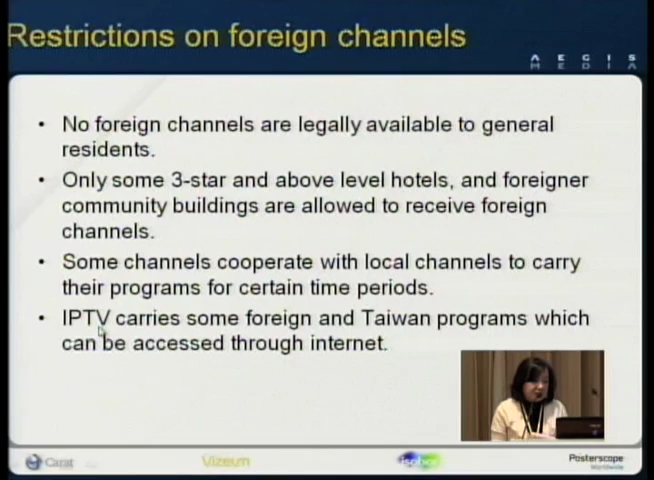 Restrictions on foreign channels
AEGIS
MEDIA
• No foreign channels are legally available to general
residents.
• Only some 3-star and above level hotels, and foreigner
community buildings are allowed to receive foreign
channels.
• Some channels cooperate with local channels to carry
their programs for certain time periods.
• IPTV carries some foreign and Taiwan programs which
can be accessed through internet.
Carat
Vizeum
isobar
Posterscope
Worldwide